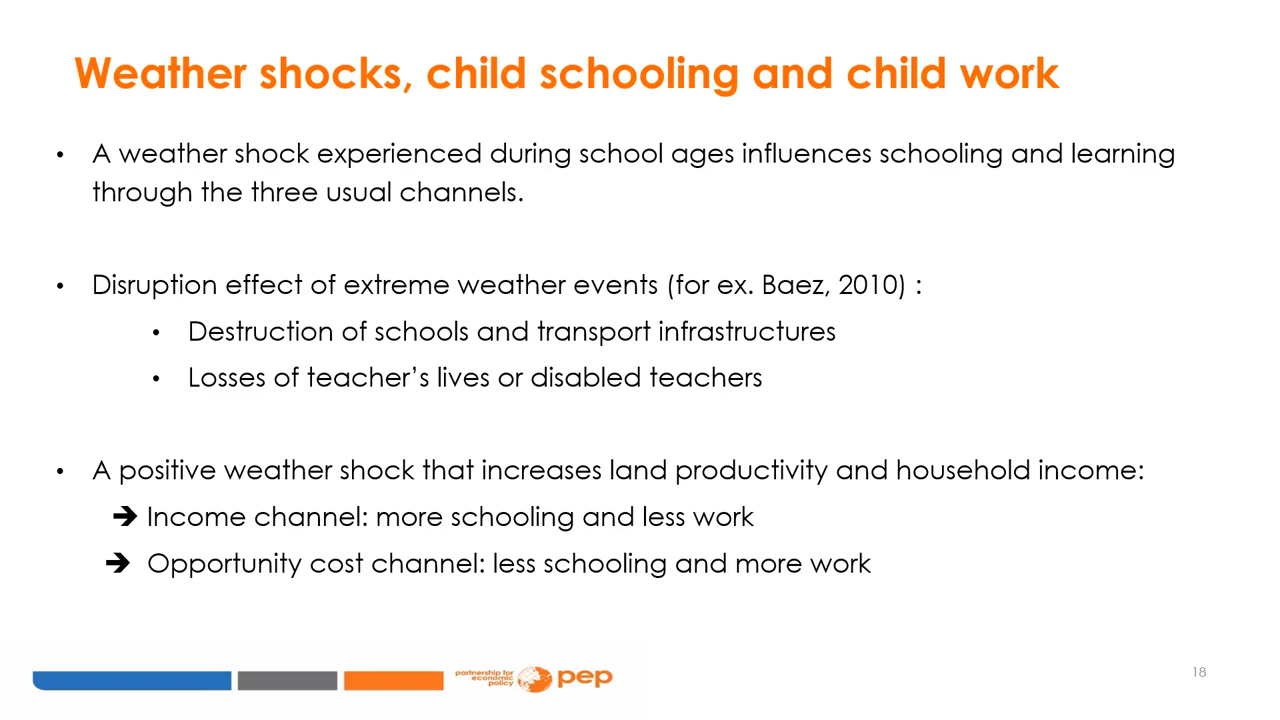 Weather shocks, child schooling and child work
• A weather shock experienced during school ages influences schooling and learning
through the three usual channels.
• Disruption effect of extreme weather events (for ex. Baez, 2010) :
• Destruction of schools and transport infrastructures
• Losses of teacher’s lives or disabled teachers
• A positive weather shock that increases land productivity and household income:
➔ Income channel: more schooling and less work
➔ Opportunity cost channel: less schooling and more work
partnership for
economic
policy
pep
18